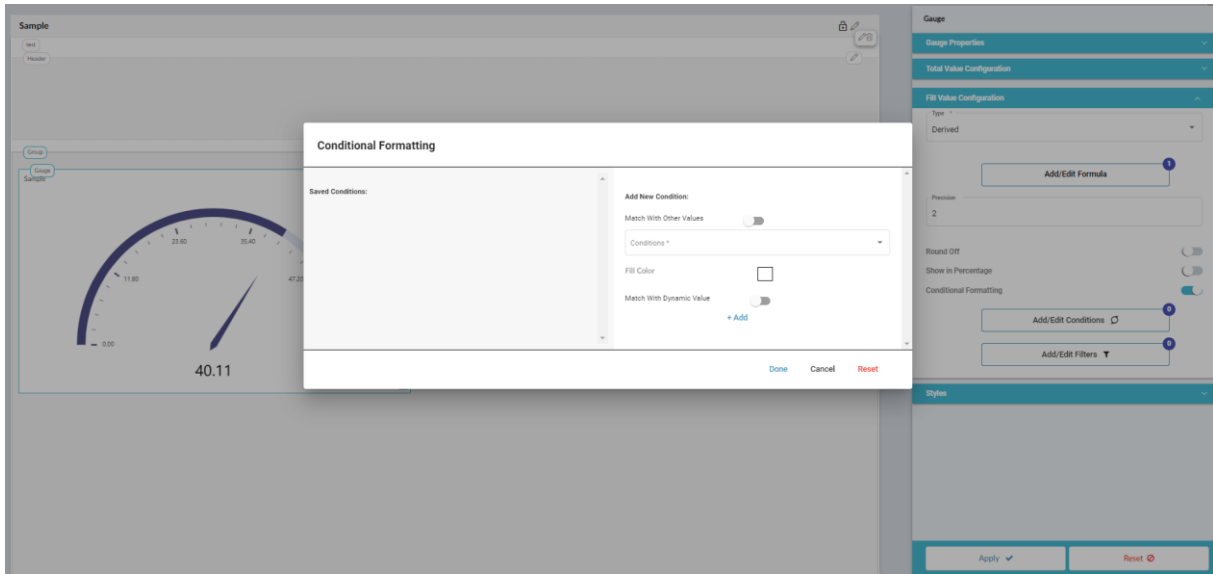 Sample
text
Header
Group
Gauge
Sample
0.00
11.80
23.60
35.40
47.20
40.11
Conditional Formatting
Saved Conditions:
Add New Condition:
Match With Other Values
Conditions *
Fill Color
Match With Dynamic Value
+ Add
Done
Cancel
Reset
Gauge
Gauge Properties
Total Value Configuration
Fill Value Configuration
Type *
Derived
Add/Edit Formula
1
Precision
2
Round Off
Show in Percentage
Conditional Formatting
Add/Edit Conditions
0
Add/Edit Filters
0
Styles
Apply
Reset